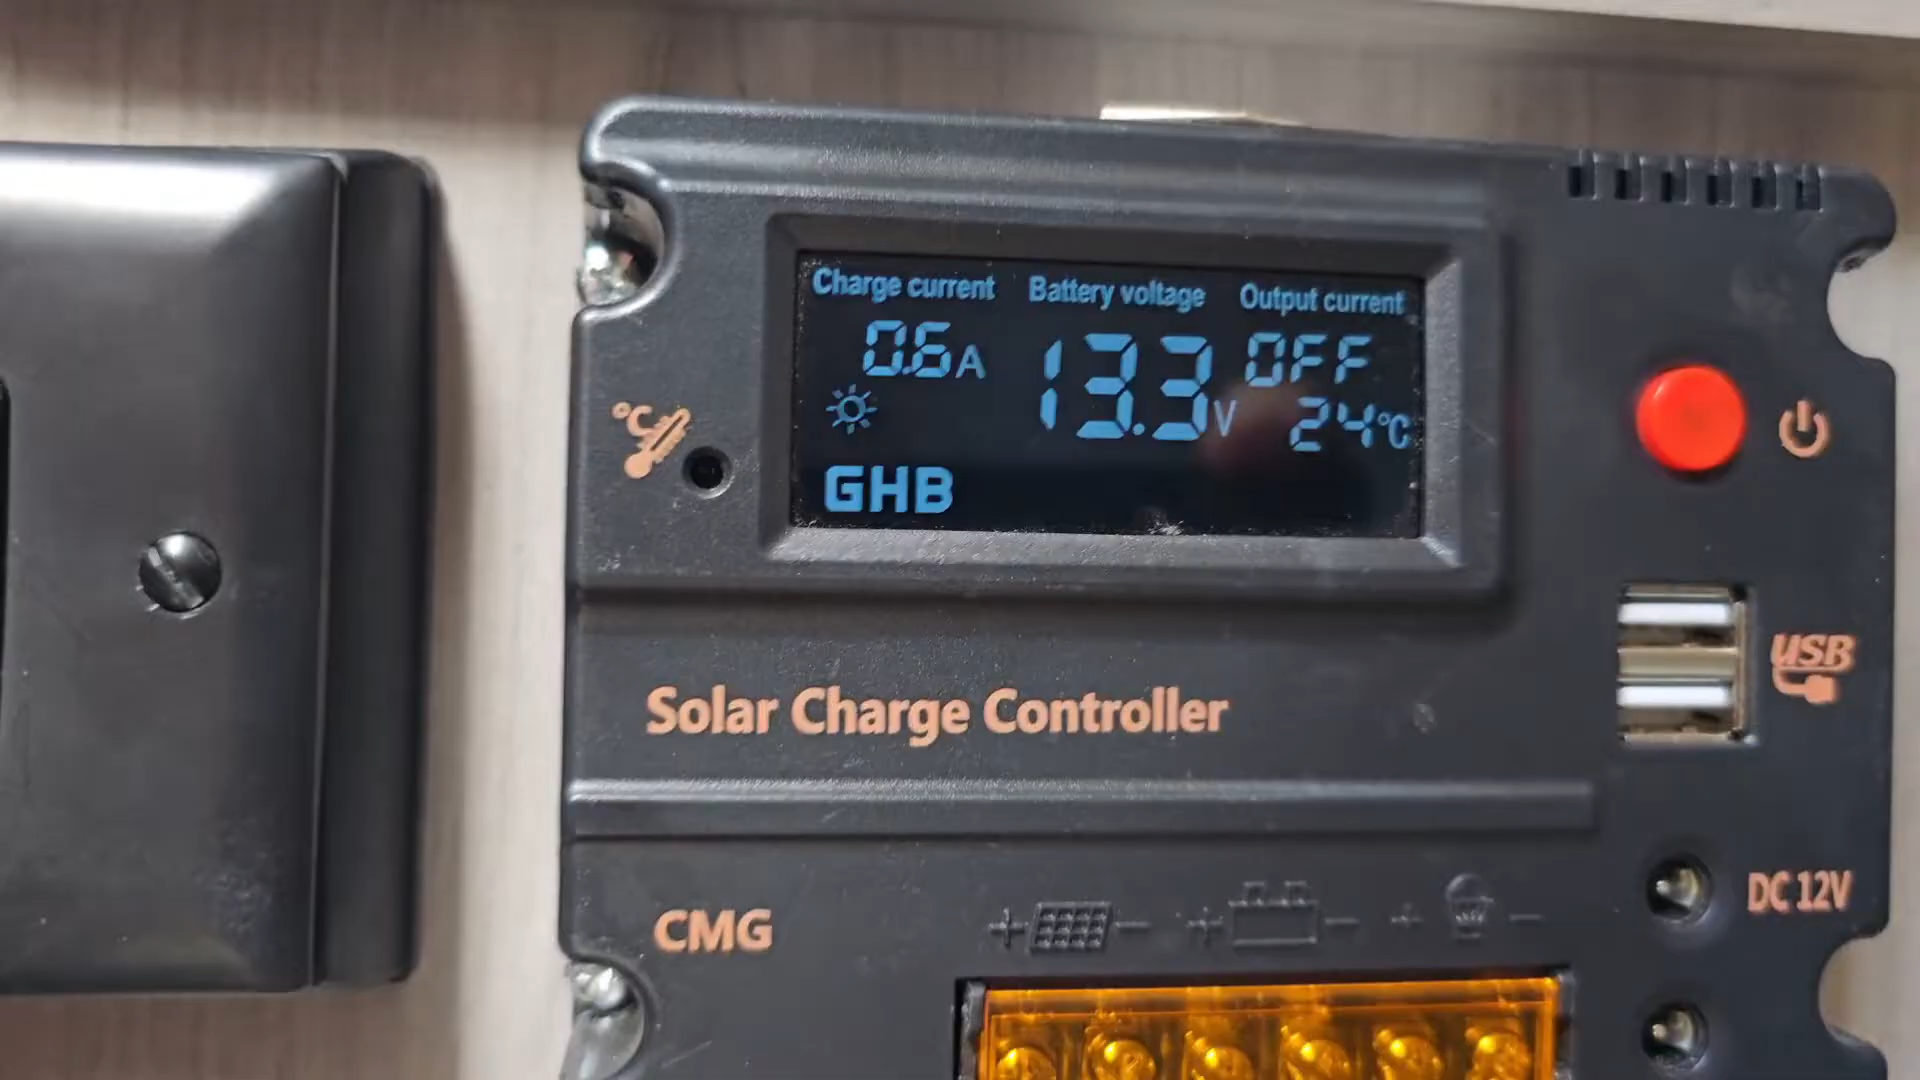 Charge current Battery voltage Output current
0.6A 13.3V OFF
24°C
GHB
°C
USB
Solar Charge Controller
DC 12V
CMG
+ - + - + -